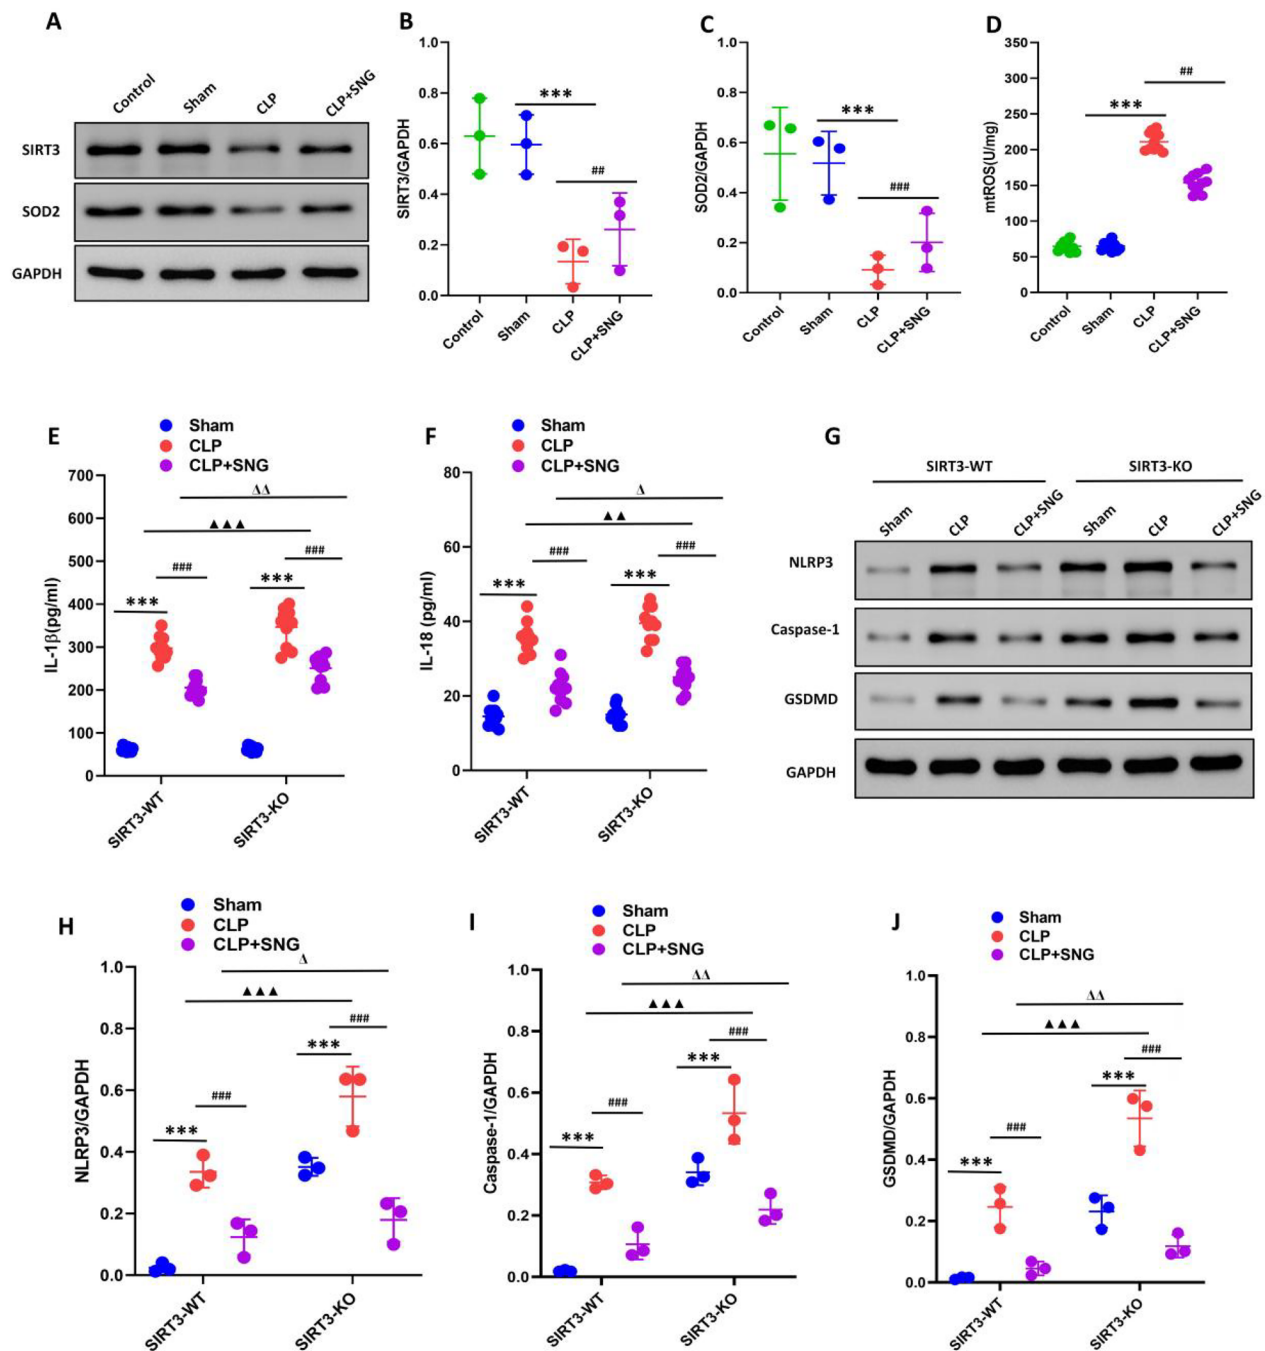 A
Control
Sham
CLP
CLP+SNG
SIRT3
SOD2
GAPDH
B
SIRT3/GAPDH
1.0
0.8
0.6
0.4
0.2
0.0
***
##
Control
Sham
CLP
CLP+SNG
C
SOD2/GAPDH
1.0
0.8
0.6
0.4
0.2
0.0
***
###
Control
Sham
CLP
CLP+SNG
D
mtROS(U/mg)
350
300
250
200
150
100
50
0
##
***
Control
Sham
CLP
CLP+SNG
E
Sham
CLP
CLP+SNG
IL-1β(pg/ml)
700
600
500
400
300
200
100
0
ΔΔ
▲▲▲
###
###
***
***
SIRT3-WT
SIRT3-KO
F
Sham
CLP
CLP+SNG
IL-18 (pg/ml)
80
60
40
20
0
Δ
▲▲
###
###
***
***
SIRT3-WT
SIRT3-KO
G
SIRT3-WT
SIRT3-KO
Sham
CLP
CLP+SNG
Sham
CLP
CLP+SNG
NLRP3
Caspase-1
GSDMD
GAPDH
H
Sham
CLP
CLP+SNG
NLRP3/GAPDH
1.0
0.8
0.6
0.4
0.2
0.0
Δ
▲▲▲
###
***
###
***
SIRT3-WT
SIRT3-KO
I
Sham
CLP
CLP+SNG
Caspase-1/GAPDH
1.0
0.8
0.6
0.4
0.2
0.0
ΔΔ
▲▲▲
###
***
###
***
SIRT3-WT
SIRT3-KO
J
Sham
CLP
CLP+SNG
GSDMD/GAPDH
1.0
0.8
0.6
0.4
0.2
0.0
ΔΔ
▲▲▲
###
***
###
***
SIRT3-WT
SIRT3-KO